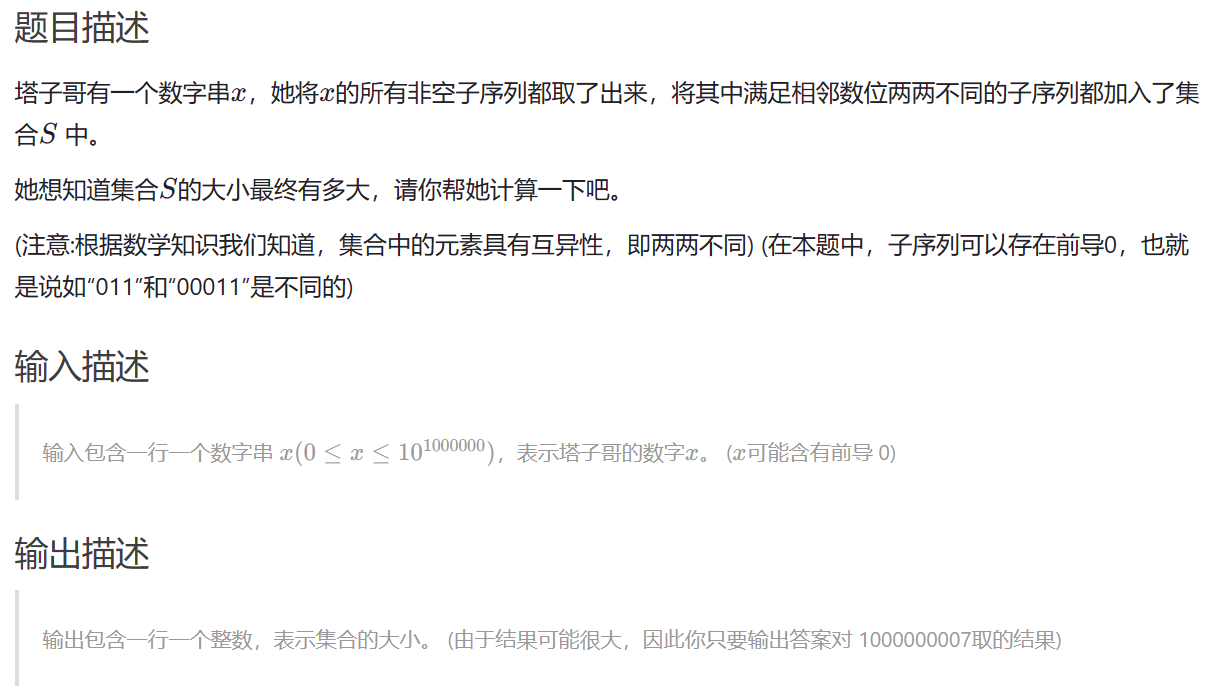 题目描述
塔子哥有一个数字串x，她将x的所有非空子序列都取了出来，将其中满足相邻数位两两不同的子序列都加入了集
合S 中。
她想知道集合S的大小最终有多大，请你帮她计算一下吧。
(注意:根据数学知识我们知道，集合中的元素具有互异性，即两两不同) (在本题中，子序列可以存在前导0，也就
是说如“011”和“00011”是不同的)
输入描述
输入包含一行一个数字串 x(0 ≤ x ≤ 10^1000000)，表示塔子哥的数字x。 (x可能含有前导 0)
输出描述
输出包含一行一个整数，表示集合的大小。 (由于结果可能很大，因此你只要输出答案对 1000000007取的结果)